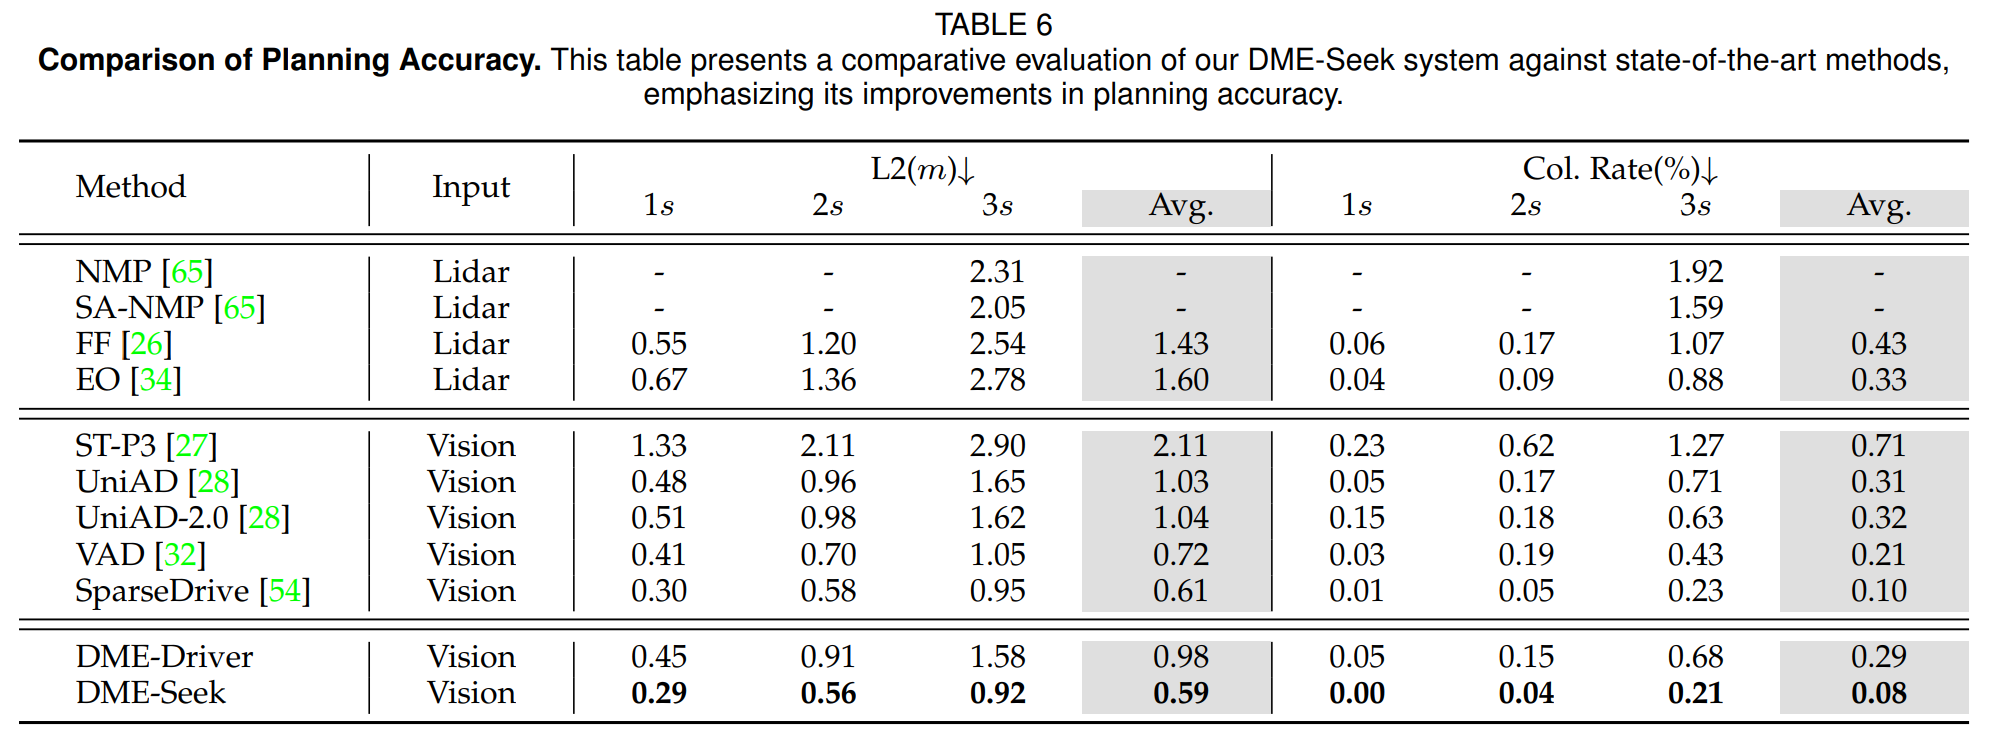 TABLE 6
Comparison of Planning Accuracy. This table presents a comparative evaluation of our DME-Seek system against state-of-the-art methods,
emphasizing its improvements in planning accuracy.
Method Input L2(m)↓ Col. Rate(%)↓
1s 2s 3s Avg. 1s 2s 3s Avg.
NMP [65] Lidar - - 2.31 - - - 1.92 -
SA-NMP [65] Lidar - - 2.05 - - - 1.59 -
FF [26] Lidar 0.55 1.20 2.54 1.43 0.06 0.17 1.07 0.43
EO [34] Lidar 0.67 1.36 2.78 1.60 0.04 0.09 0.88 0.33
ST-P3 [27] Vision 1.33 2.11 2.90 2.11 0.23 0.62 1.27 0.71
UniAD [28] Vision 0.48 0.96 1.65 1.03 0.05 0.17 0.71 0.31
UniAD-2.0 [28] Vision 0.51 0.98 1.62 1.04 0.15 0.18 0.63 0.32
VAD [32] Vision 0.41 0.70 1.05 0.72 0.03 0.19 0.43 0.21
SparseDrive [54] Vision 0.30 0.58 0.95 0.61 0.01 0.05 0.23 0.10
DME-Driver Vision 0.45 0.91 1.58 0.98 0.05 0.15 0.68 0.29
DME-Seek Vision 0.29 0.56 0.92 0.59 0.00 0.04 0.21 0.08